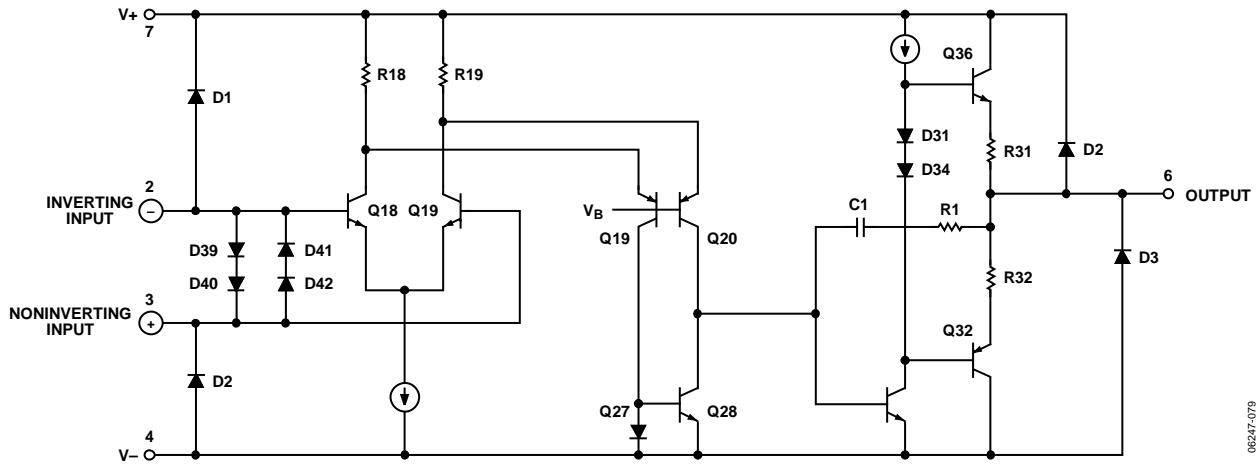 V+
7
R18
R19
Q36
D1
D31
R31
D2
D34
2
INVERTING
INPUT
−
Q18
Q19
VB
Q19
Q20
6
OUTPUT
C1
R1
D39
D41
D40
D42
D3
R32
3
NONINVERTING
INPUT
+
Q32
D2
Q27
Q28
4
V−
06247-079